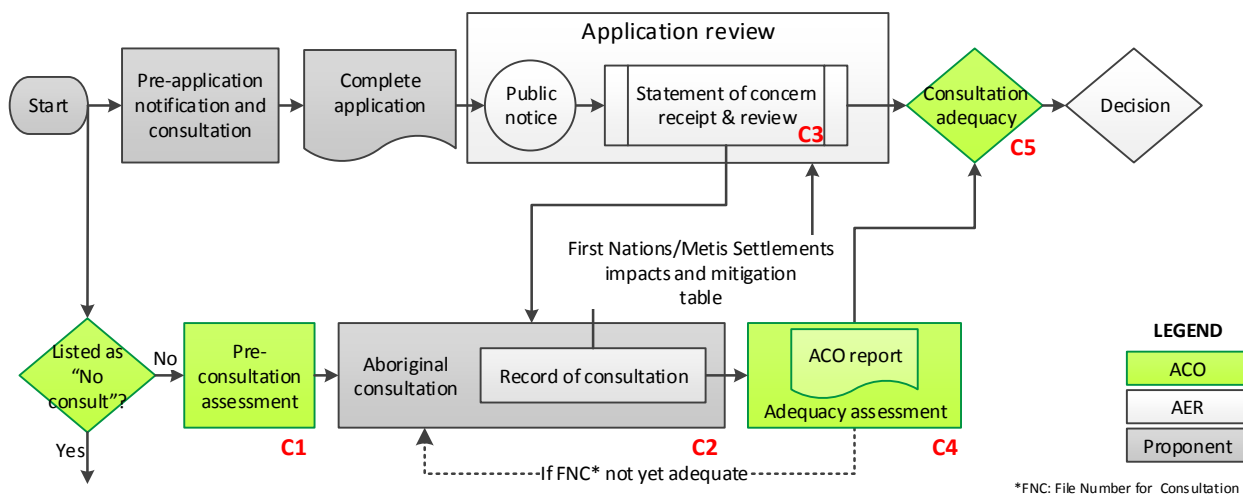 Application review
Start
Pre-application
notification and
consultation
Complete
application
Public
notice
Statement of concern
receipt & review
C3
Consultation
adequacy
C5
Decision
First Nations/Metis Settlements
impacts and mitigation
table
Listed as
“No
consult”?
No
Yes
Pre-
consultation
assessment
C1
Aboriginal
consultation
Record of consultation
C2
ACO report
Adequacy assessment
C4
If FNC* not yet adequate
LEGEND
ACO
AER
Proponent
*FNC: File Number for Consultation